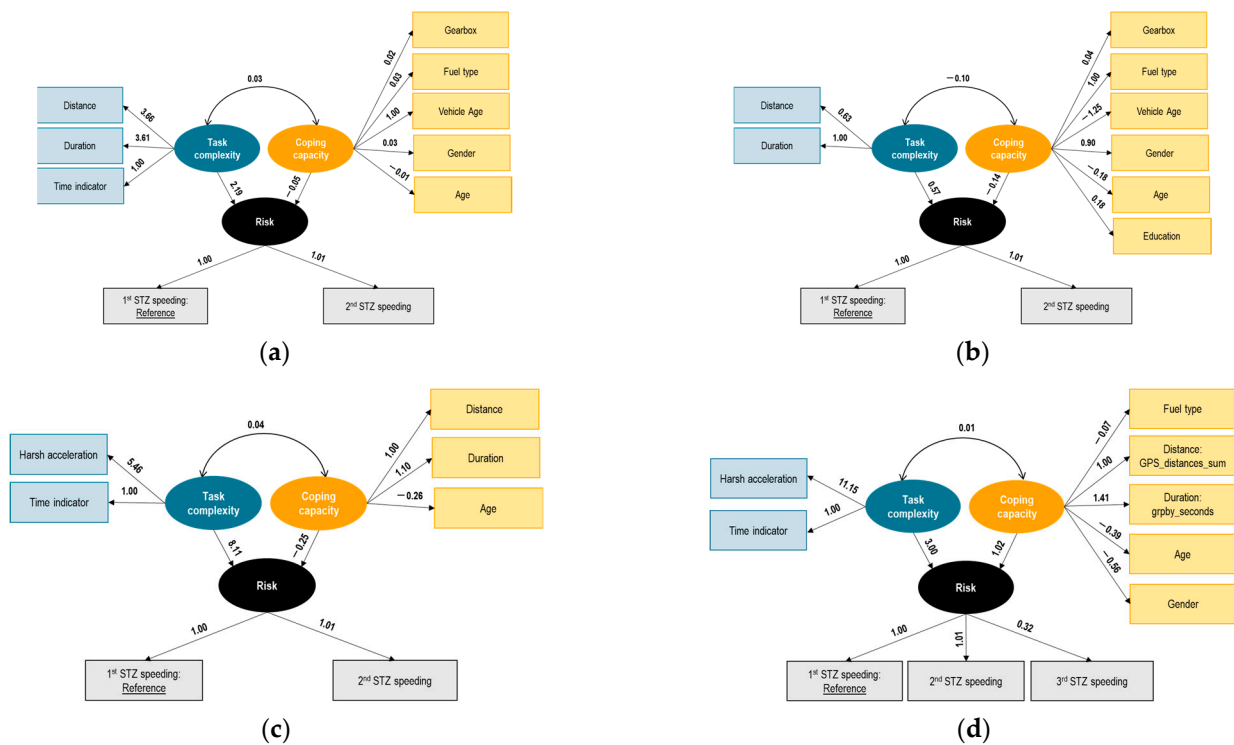 Gearbox
0.02
Fuel type
0.03
0.03
Distance
Vehicle Age
3.66
1.00
Duration
3.61
Task
complexity
Coping
capacity
0.03
Gender
1.00
Time indicator
−0.01
Age
2.19
−0.05
Risk
1.00
1.01
1st STZ speeding:
Reference
2nd STZ speeding
(a)
Gearbox
0.04
−0.10
Fuel type
1.00
Distance
Vehicle Age
0.63
−1.25
Duration
1.00
Task
complexity
Coping
capacity
0.90
Gender
−0.18
Age
0.57
−0.14
0.18
Risk
Education
1.00
1.01
1st STZ speeding:
Reference
2nd STZ speeding
(b)
Distance
0.04
1.00
Harsh acceleration
Duration
5.46
1.10
Time indicator
1.00
Task
complexity
Coping
capacity
−0.26
Age
8.11
−0.25
Risk
1.00
1.01
1st STZ speeding:
Reference
2nd STZ speeding
(c)
Fuel type
−0.07
0.01
Distance:
GPS_distances_sum
1.00
Harsh acceleration
11.15
1.41
Duration:
grpby_seconds
Time indicator
1.00
Task
complexity
Coping
capacity
−0.39
Age
3.00
1.02
−0.56
Risk
Gender
1.00
1.01
0.32
1st STZ speeding:
Reference
2nd STZ speeding
3rd STZ speeding
(d)